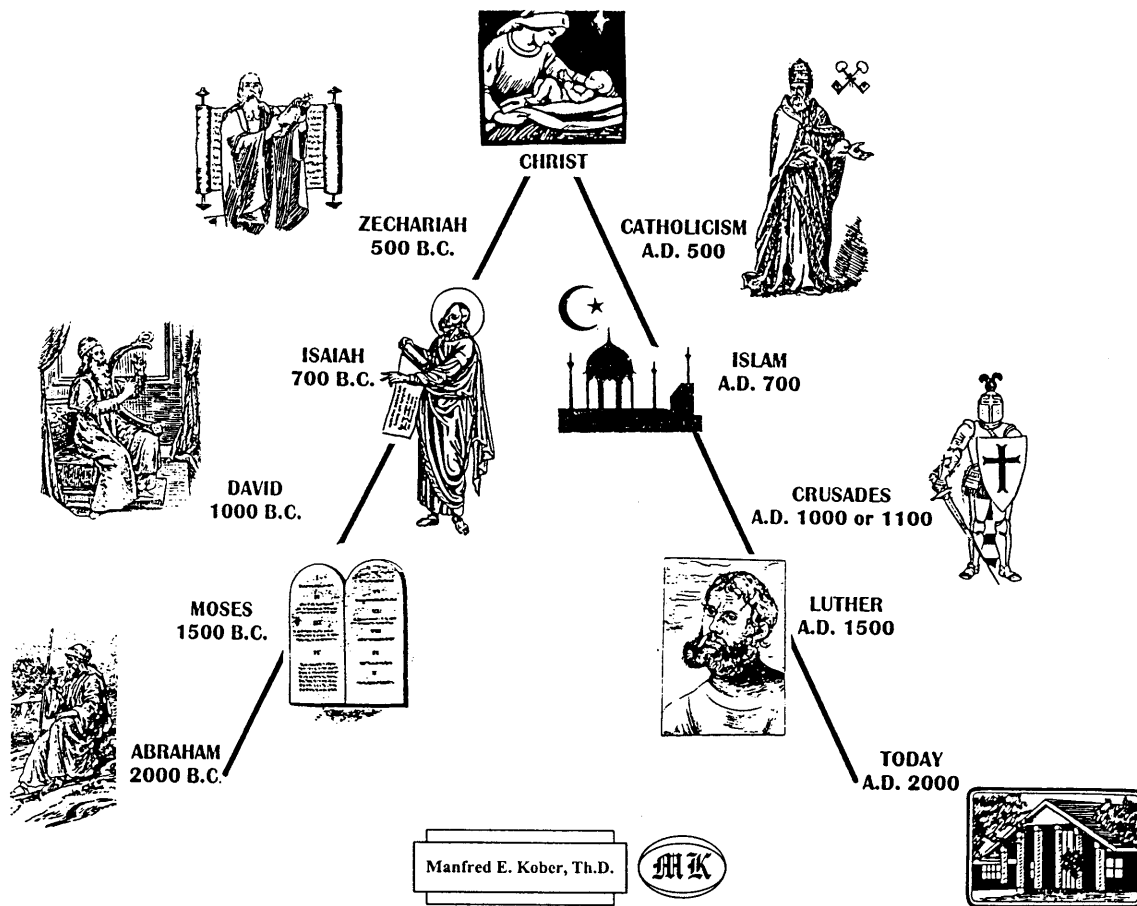 CHRIST
ZECHARIAH
500 B.C.
CATHOLICISM
A.D. 500
ISAIAH
700 B.C.
ISLAM
A.D. 700
DAVID
1000 B.C.
CRUSADES
A.D. 1000 or 1100
MOSES
1500 B.C.
LUTHER
A.D. 1500
ABRAHAM
2000 B.C.
TODAY
A.D. 2000
Manfred E. Kober, Th.D.
MK